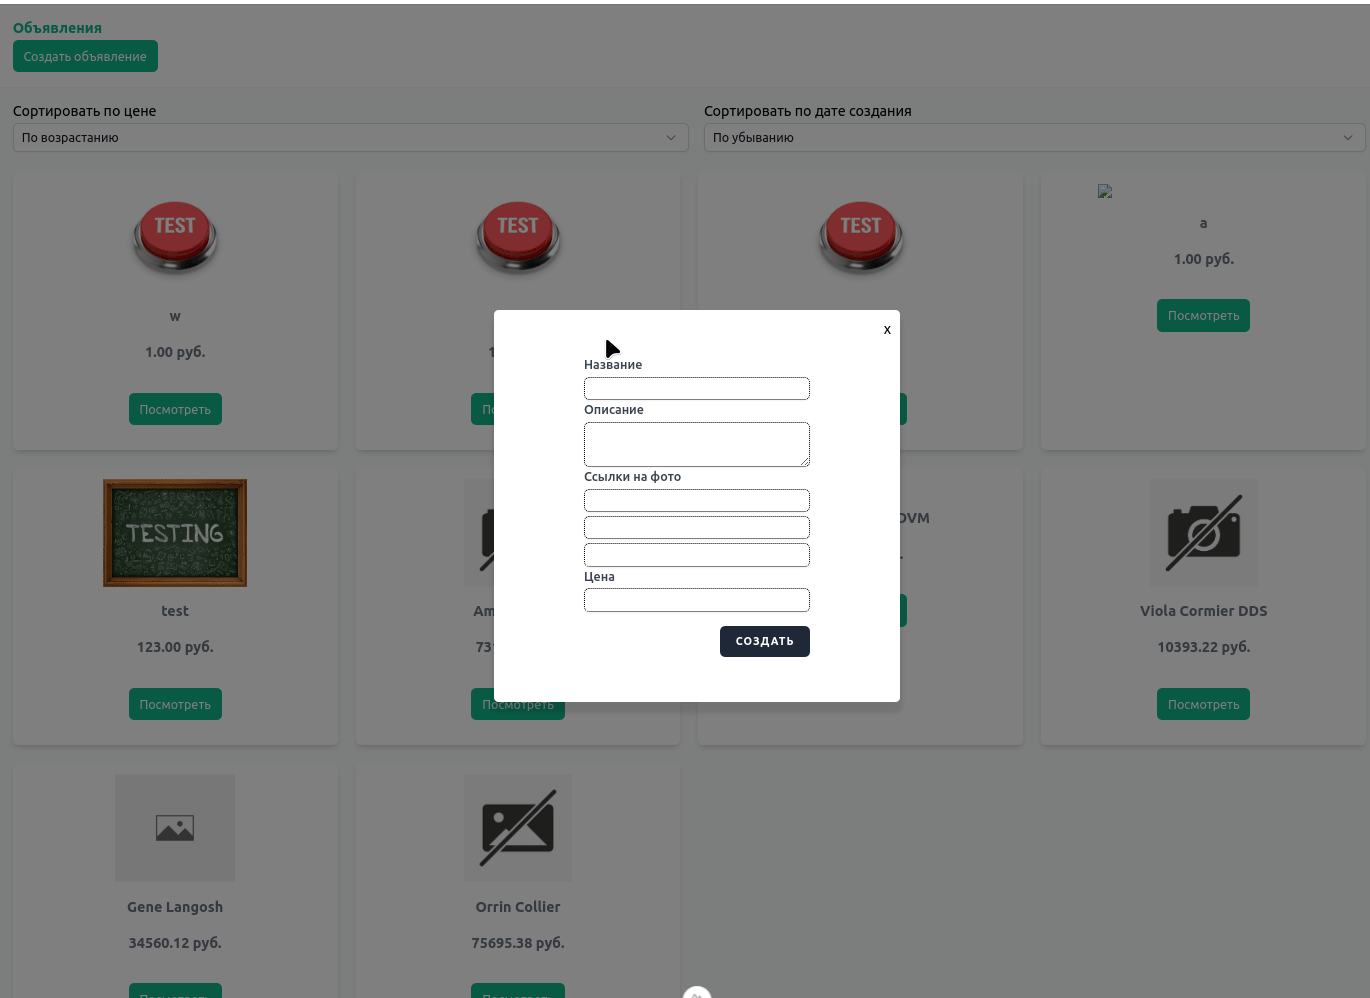 Объявления
Создать объявление
Сортировать по цене
Сортировать по дате создания
По возрастанию
По убыванию
TEST
TEST
TEST
a
1.00 руб.
Посмотреть
w
1.00 руб.
Посмотреть
x
Название
Описание
Ссылки на фото
Цена
СОЗДАТЬ
TESTING
DVM
test
Viola Cormier DDS
123.00 руб.
10393.22 руб.
Посмотреть
Посмотреть
Посмотреть
Gene Langosh
Orrin Collier
34560.12 руб.
75695.38 руб.
Посмотреть
Посмотреть